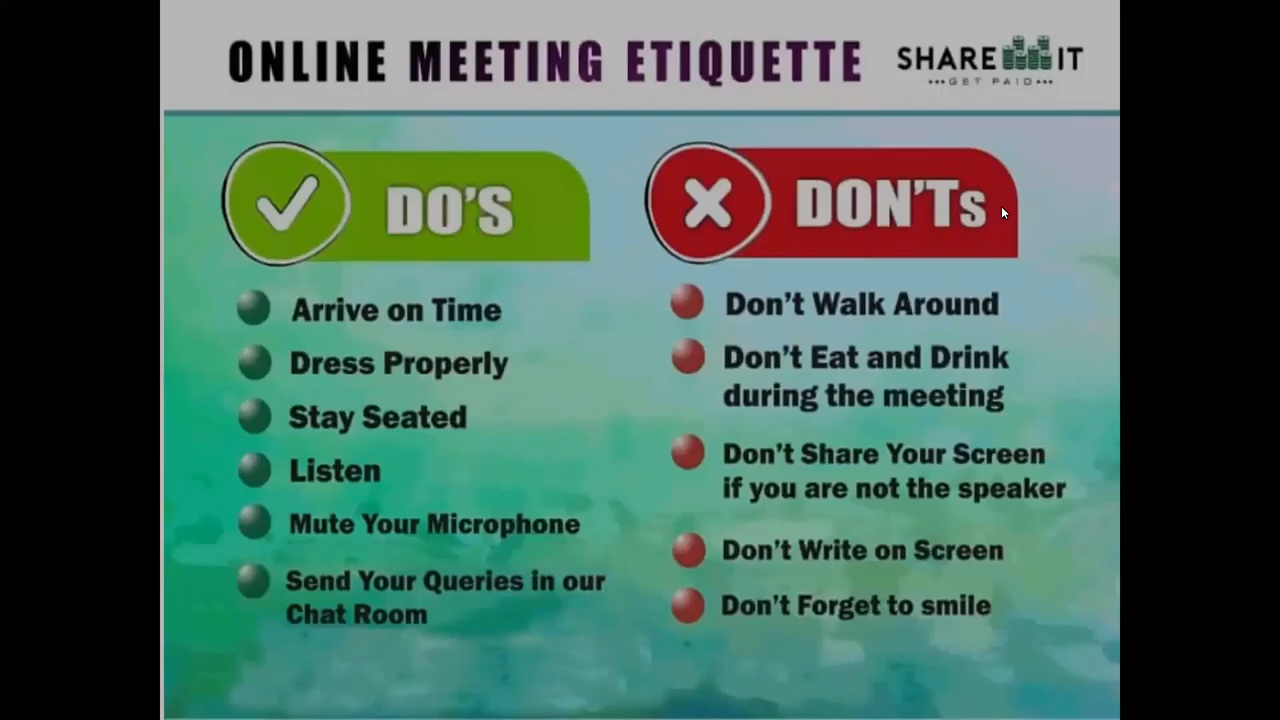 ONLINE MEETING ETIQUETTE
SHARE IT
GET PAID
DO'S
Arrive on Time
Dress Properly
Stay Seated
Listen
Mute Your Microphone
Send Your Queries in our
Chat Room
DON'Ts
Don't Walk Around
Don't Eat and Drink
during the meeting
Don't Share Your Screen
if you are not the speaker
Don't Write on Screen
Don't Forget to smile